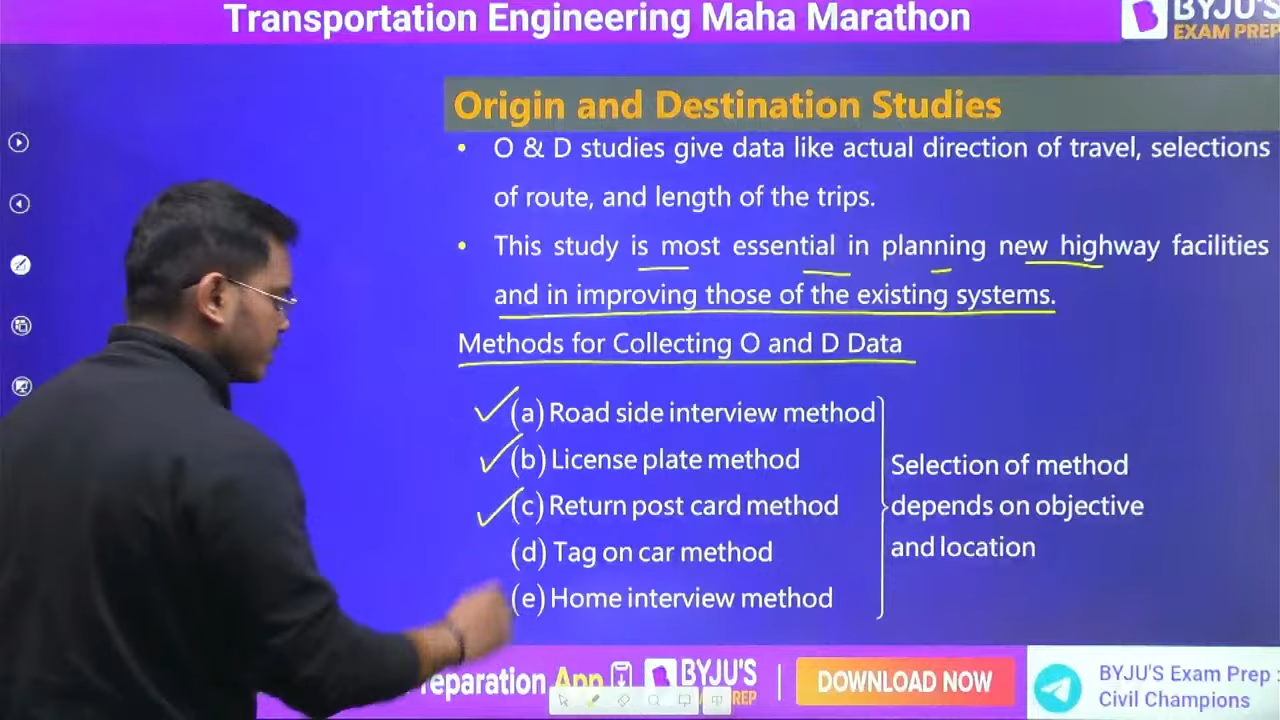 Transportation Engineering Maha Marathon
BYJU'S
EXAM PREP
Origin and Destination Studies
• O & D studies give data like actual direction of travel, selections
of route, and length of the trips.
• This study is most essential in planning new highway facilities
and in improving those of the existing systems.
Methods for Collecting O and D Data
(a) Road side interview method
(b) License plate method
(c) Return post card method
(d) Tag on car method
(e) Home interview method
Selection of method
depends on objective
and location
reparation App
BYJU'S
PREP
DOWNLOAD NOW
BYJU'S Exam Prep :
Civil Champions